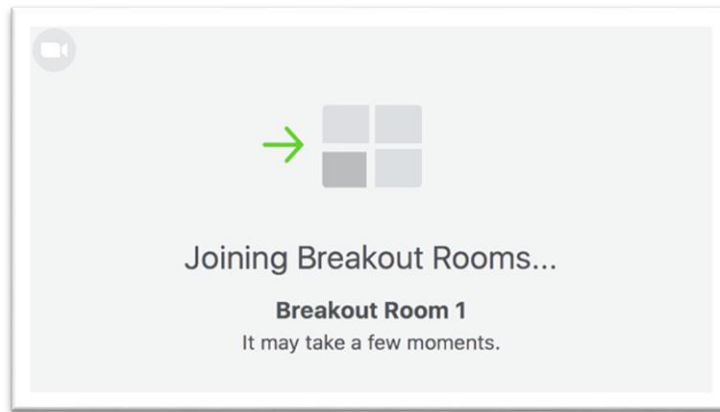 Joining Breakout Rooms...
Breakout Room 1
It may take a few moments.